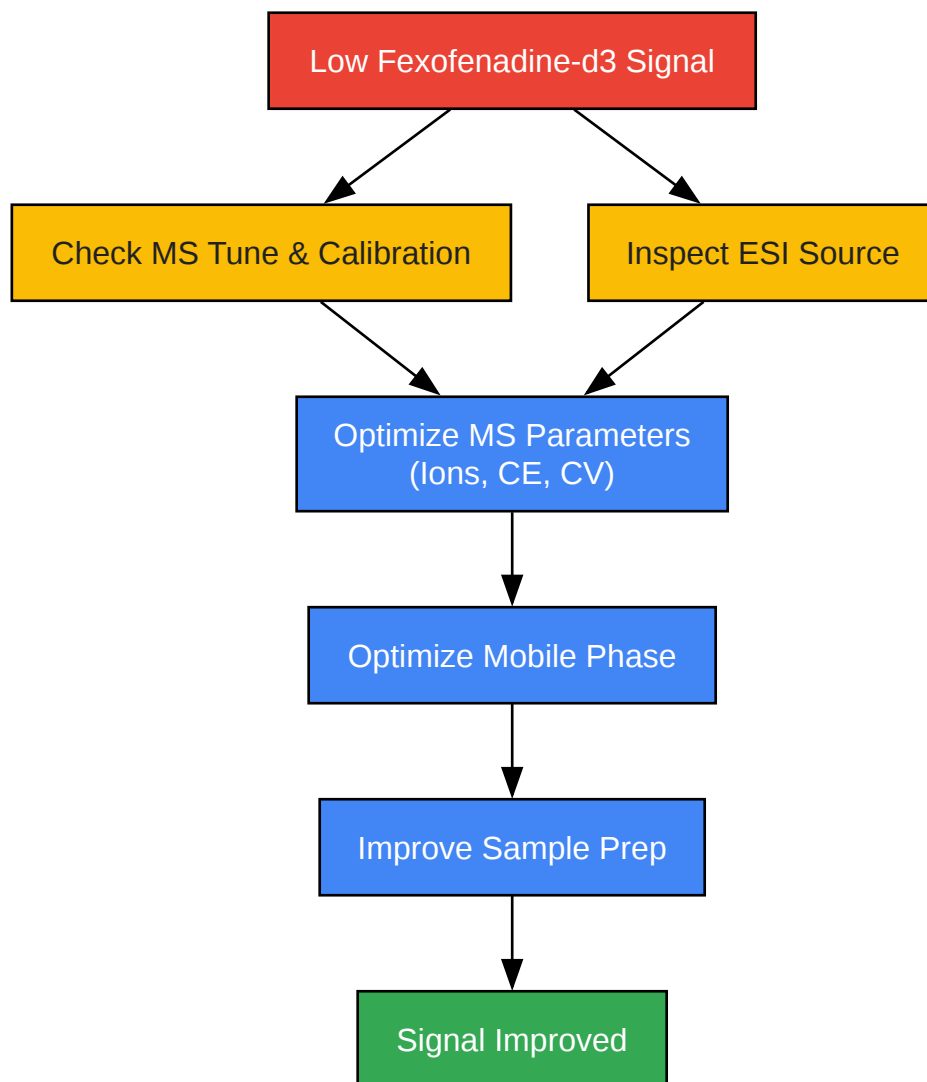 Low Fexofenadine-d3 Signal
Check MS Tune & Calibration
Inspect ESI Source
Optimize MS Parameters
(Ions, CE, CV)
Optimize Mobile Phase
Improve Sample Prep
Signal Improved